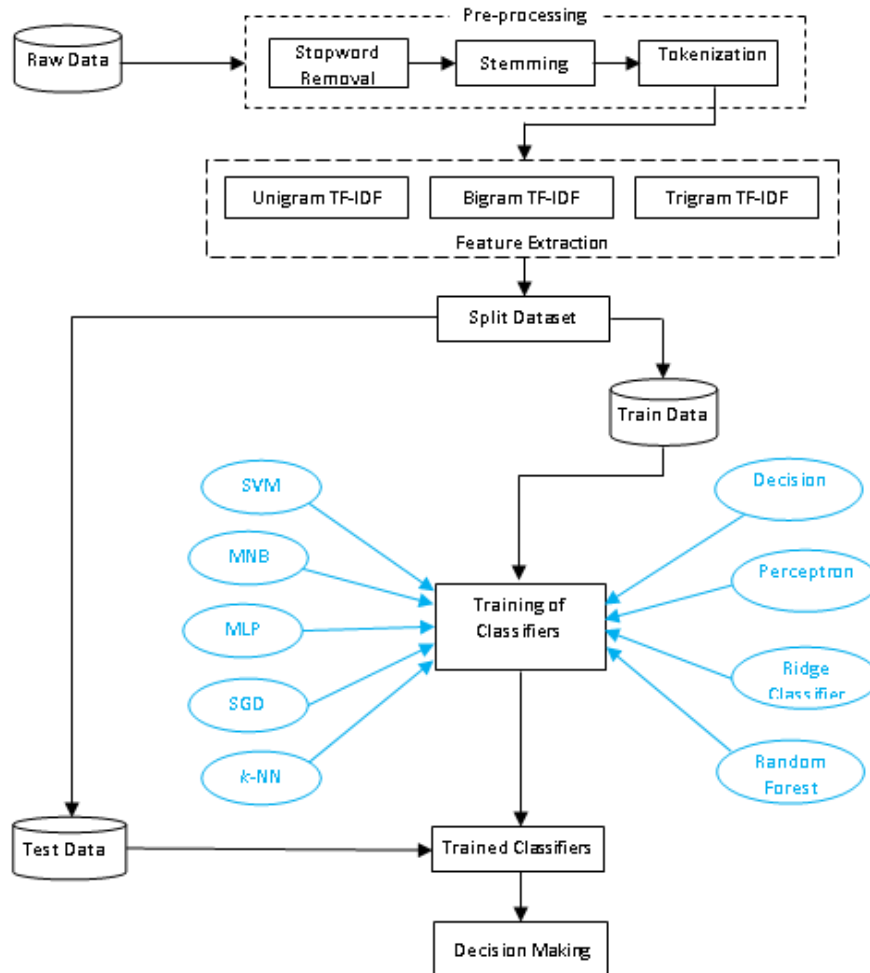 Pre-processing
Raw Data
Stopword
Removal
Stemming
Tokenization
Unigram TF-IDF
Bigram TF-IDF
Trigram TF-IDF
Feature Extraction
Split Dataset
Train Data
SVM
MNB
MLP
SGD
k-NN
Decision
Perceptron
Ridge
Classifier
Random
Forest
Training of
Classifiers
Test Data
Trained Classifiers
Decision Making